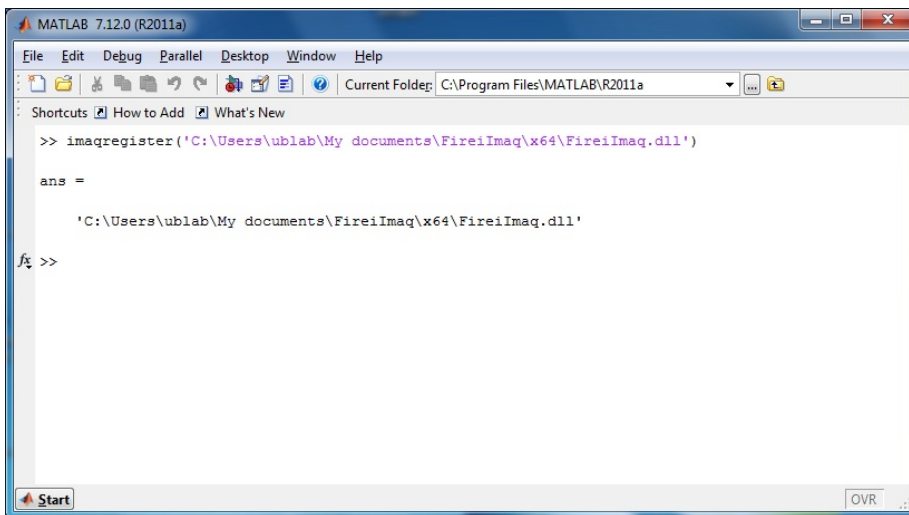 MATLAB 7.12.0 (R2011a)
File Edit Debug Parallel Desktop Window Help
Current Folder: C:\Program Files\MATLAB\R2011a
Shortcuts How to Add What's New
>> imaqregister('C:\Users\ublab\My documents\FireiImaq\x64\FireiImaq.dll')
ans =
'C:\Users\ublab\My documents\FireiImaq\x64\FireiImaq.dll'
fx >>
Start OVR